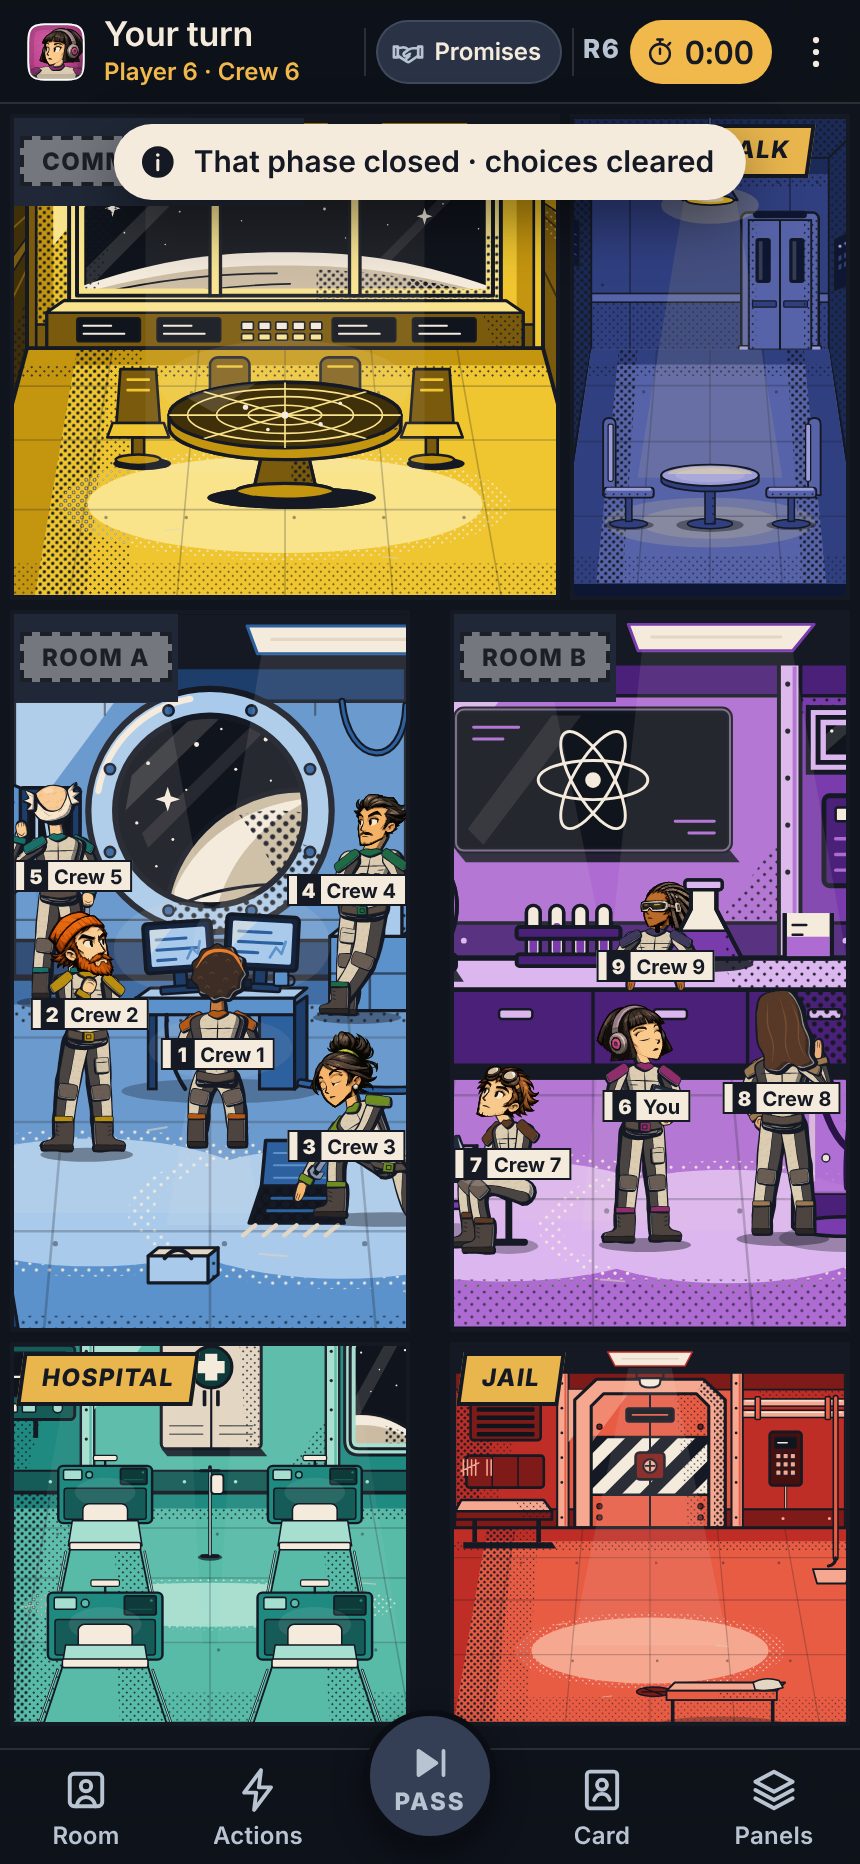 Your turn
Player 6 · Crew 6
Promises
R6
0:00
That phase closed · choices cleared
ROOM A
ROOM B
5 Crew 5
4 Crew 4
9 Crew 9
2 Crew 2
1 Crew 1
6 You
8 Crew 8
3 Crew 3
7 Crew 7
HOSPITAL
JAIL
PASS
Room
Actions
Card
Panels